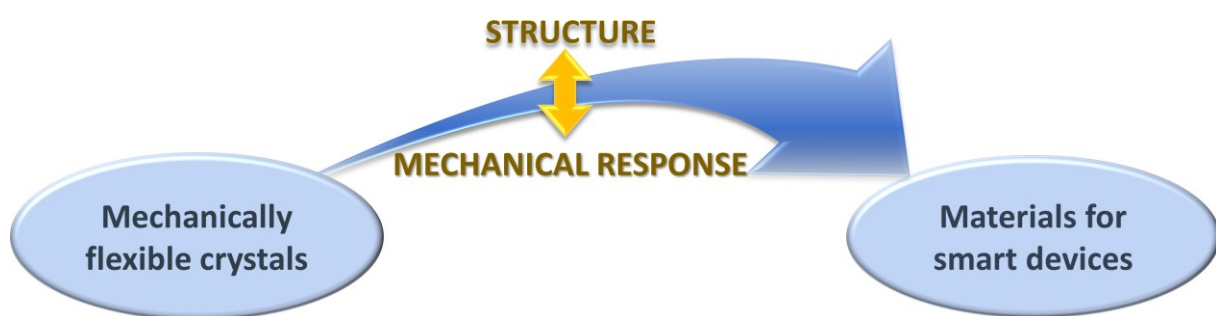 STRUCTURE
MECHANICAL RESPONSE
Mechanically
flexible crystals
Materials for
smart devices